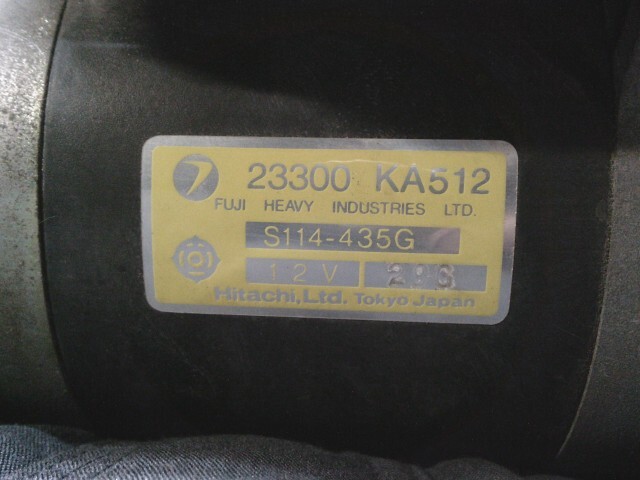 23300 KA512
FUJI HEAVY INDUSTRIES LTD.
S114-435G
12V
Hitachi, Ltd. Tokyo Japan